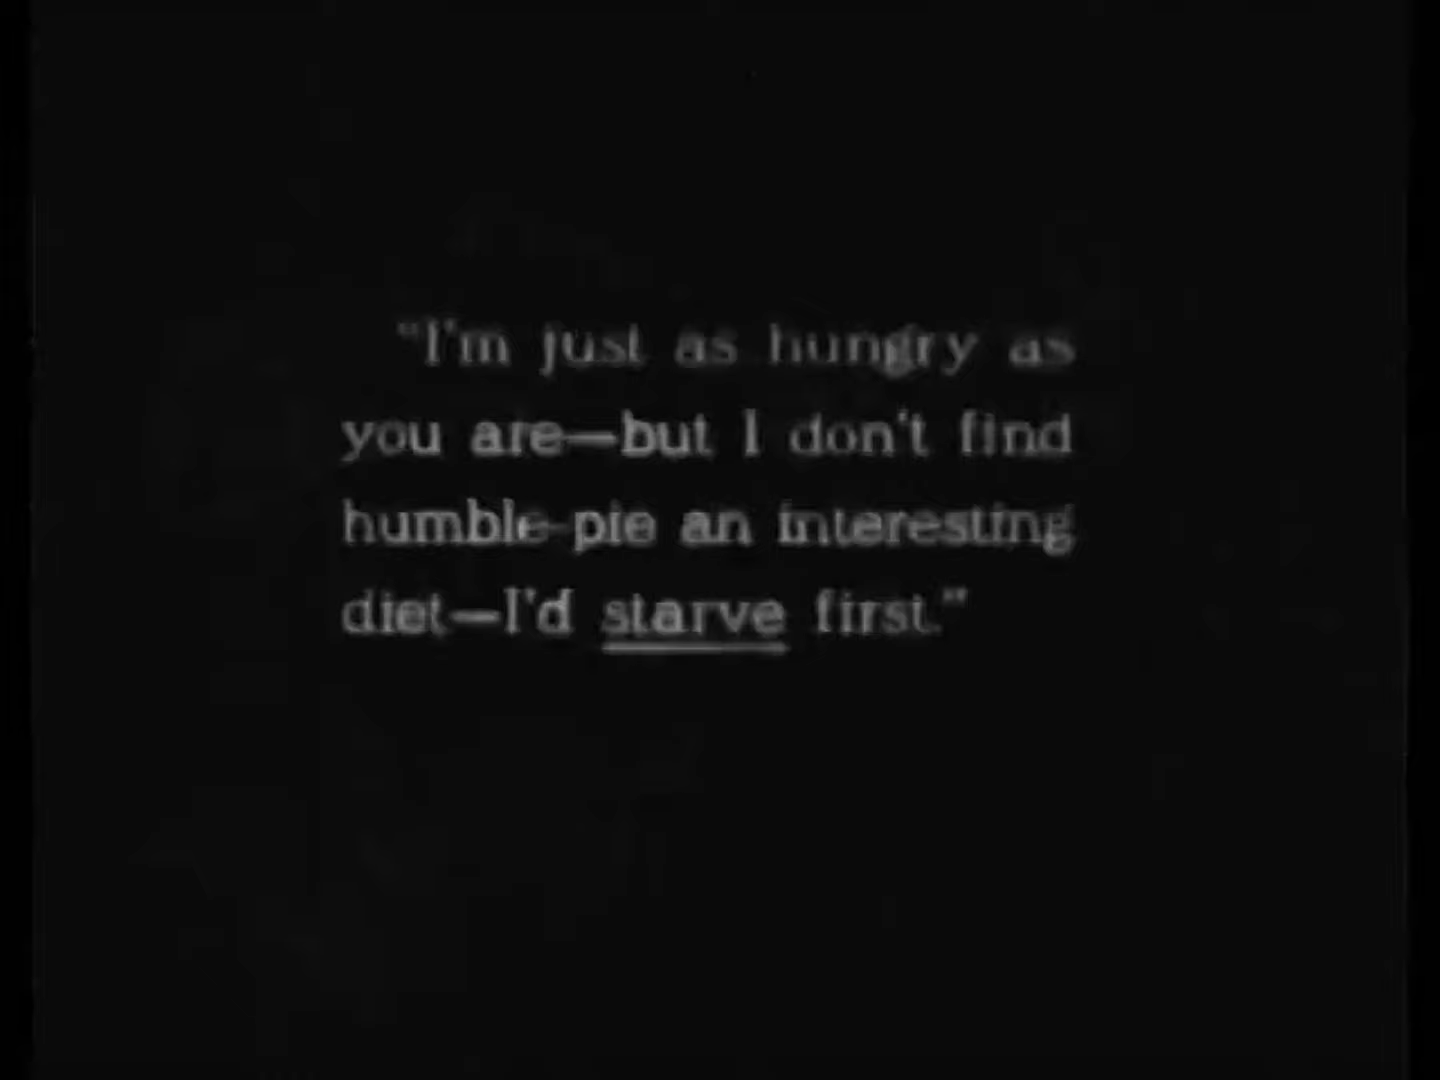 "I'm just as hungry as
you are—but I don't find
humble-pie an interesting
diet—I'd starve first."